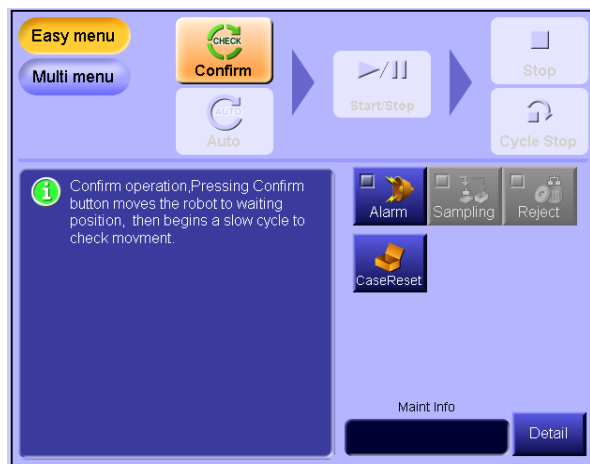 Easy menu
Multi menu
CHECK
Confirm
AUTO
Auto
Start/Stop
Stop
Cycle Stop
Confirm operation,Pressing Confirm
button moves the robot to waiting
position, then begins a slow cycle to
check movment.
Alarm
Sampling
Reject
CaseReset
Maint Info
Detail